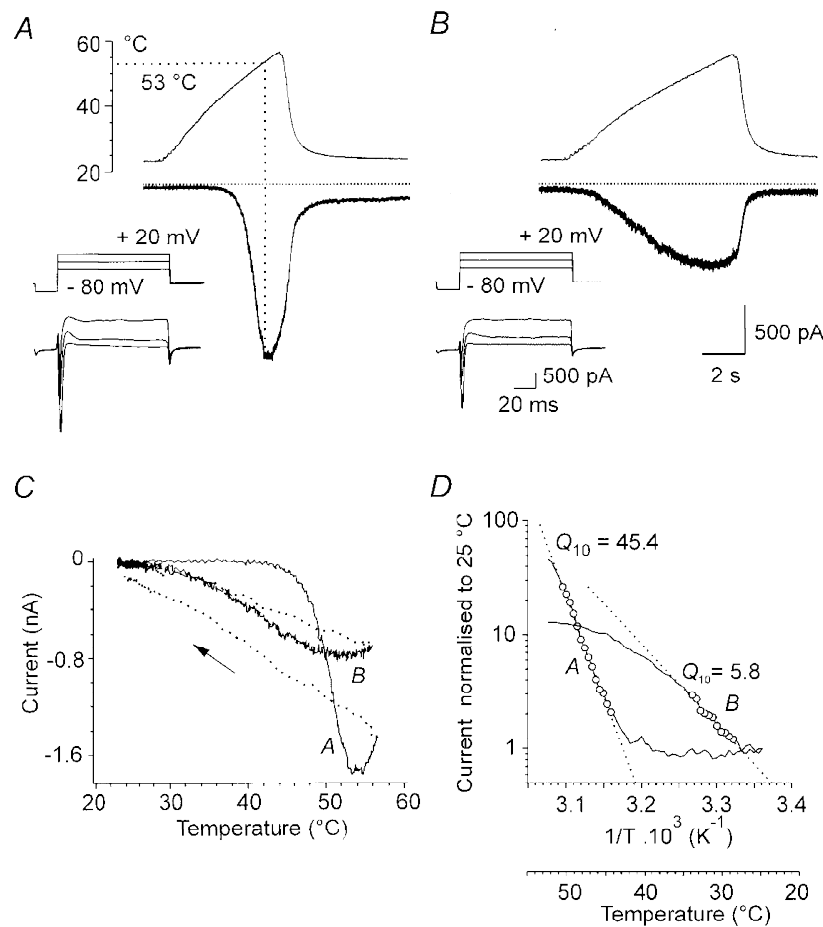 A
B
60
°C
53 °C
40
20
+ 20 mV
- 80 mV
+ 20 mV
- 80 mV
500 pA
2 s
500 pA
20 ms
C
D
0
-0.8
-1.6
Current (nA)
B
A
20 30 40 50 60
Temperature (°C)
Current normalised to 25 °C
100
10
1
Q10 = 45.4
Q10 = 5.8
A
B
3.1 3.2 3.3 3.4
1/T .10³ (K⁻¹)
50 40 30 20
Temperature (°C)